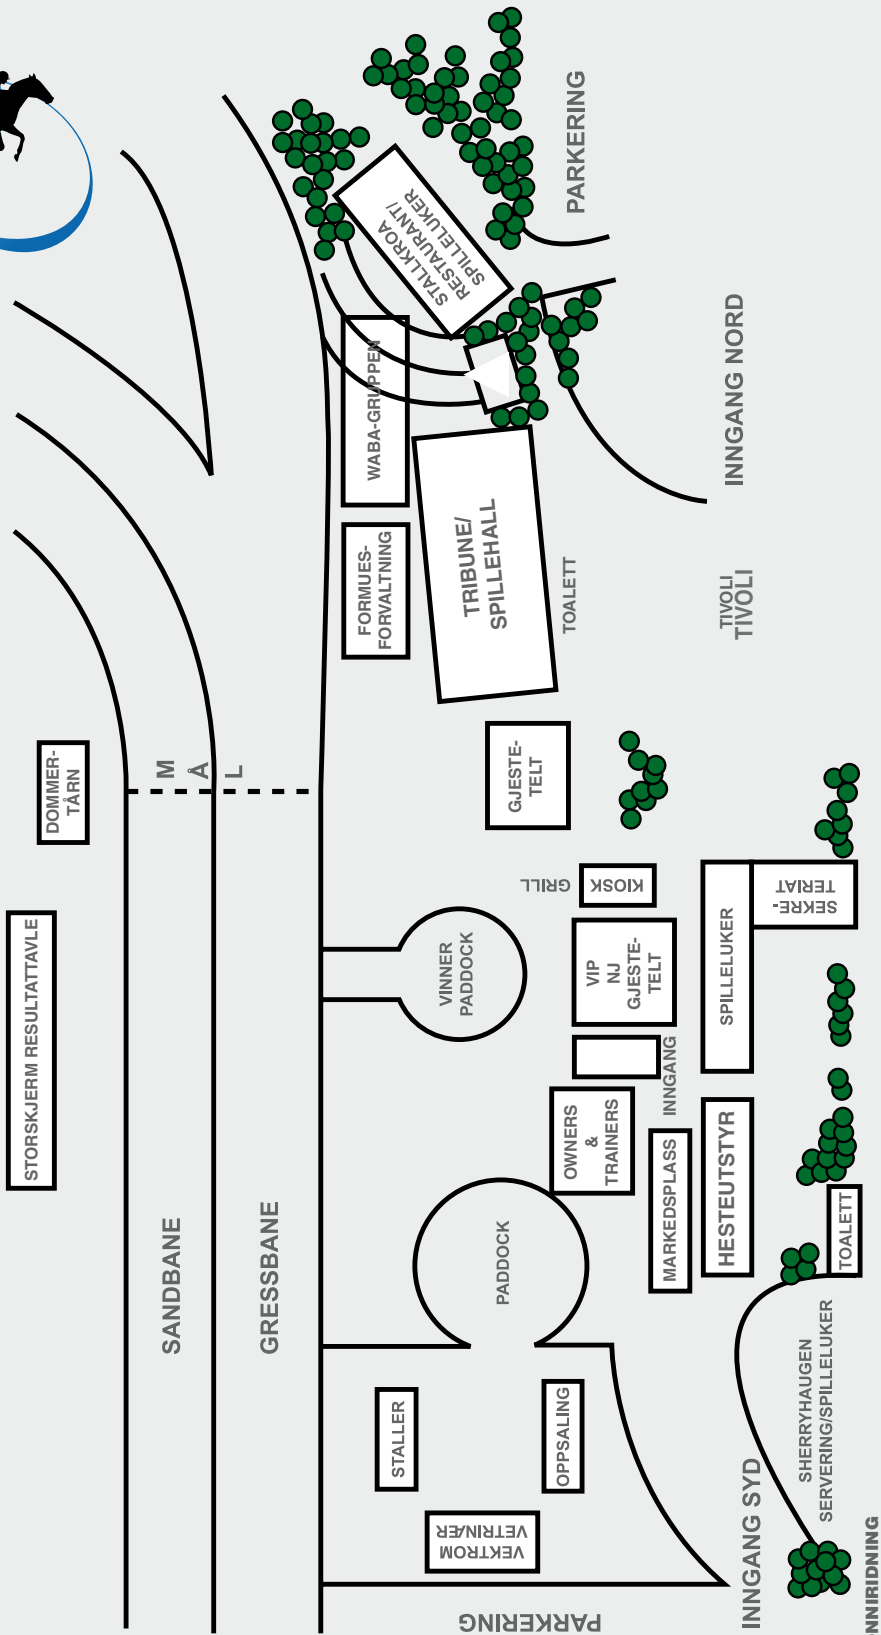 STORSKJERM RESULTATTAVLE
DOMMER-
TÅRN
SANDBANE
GRESSBANE
MÅL
PARKERING
VEKTROM
VETRINÆR
STALLER
OPPSALING
PADDOCK
VINNER
PADDOCK
OWNERS
&
TRAINERS
INNGANG
VIP
NJ
GJESTE-
TELT
GRILL
KIOSK
GJESTE-
TELT
FORMUES-
FORVALTNING
WABA-GRUPPEN
TRIBUNE/
SPILLEHALL
TOALETT
STALLKROA
RESTAURANT/
SPILLELUKER
PARKERING
INNGANG NORD
TIVOLI
TIVOLI
MARKEDSPLASS
HESTEUTSTYR
SPILLELUKER
SEKRE-
TERIAT
TOALETT
INNGANG SYD
SHERRYHAUGEN
SERVERING/SPILLELUKER